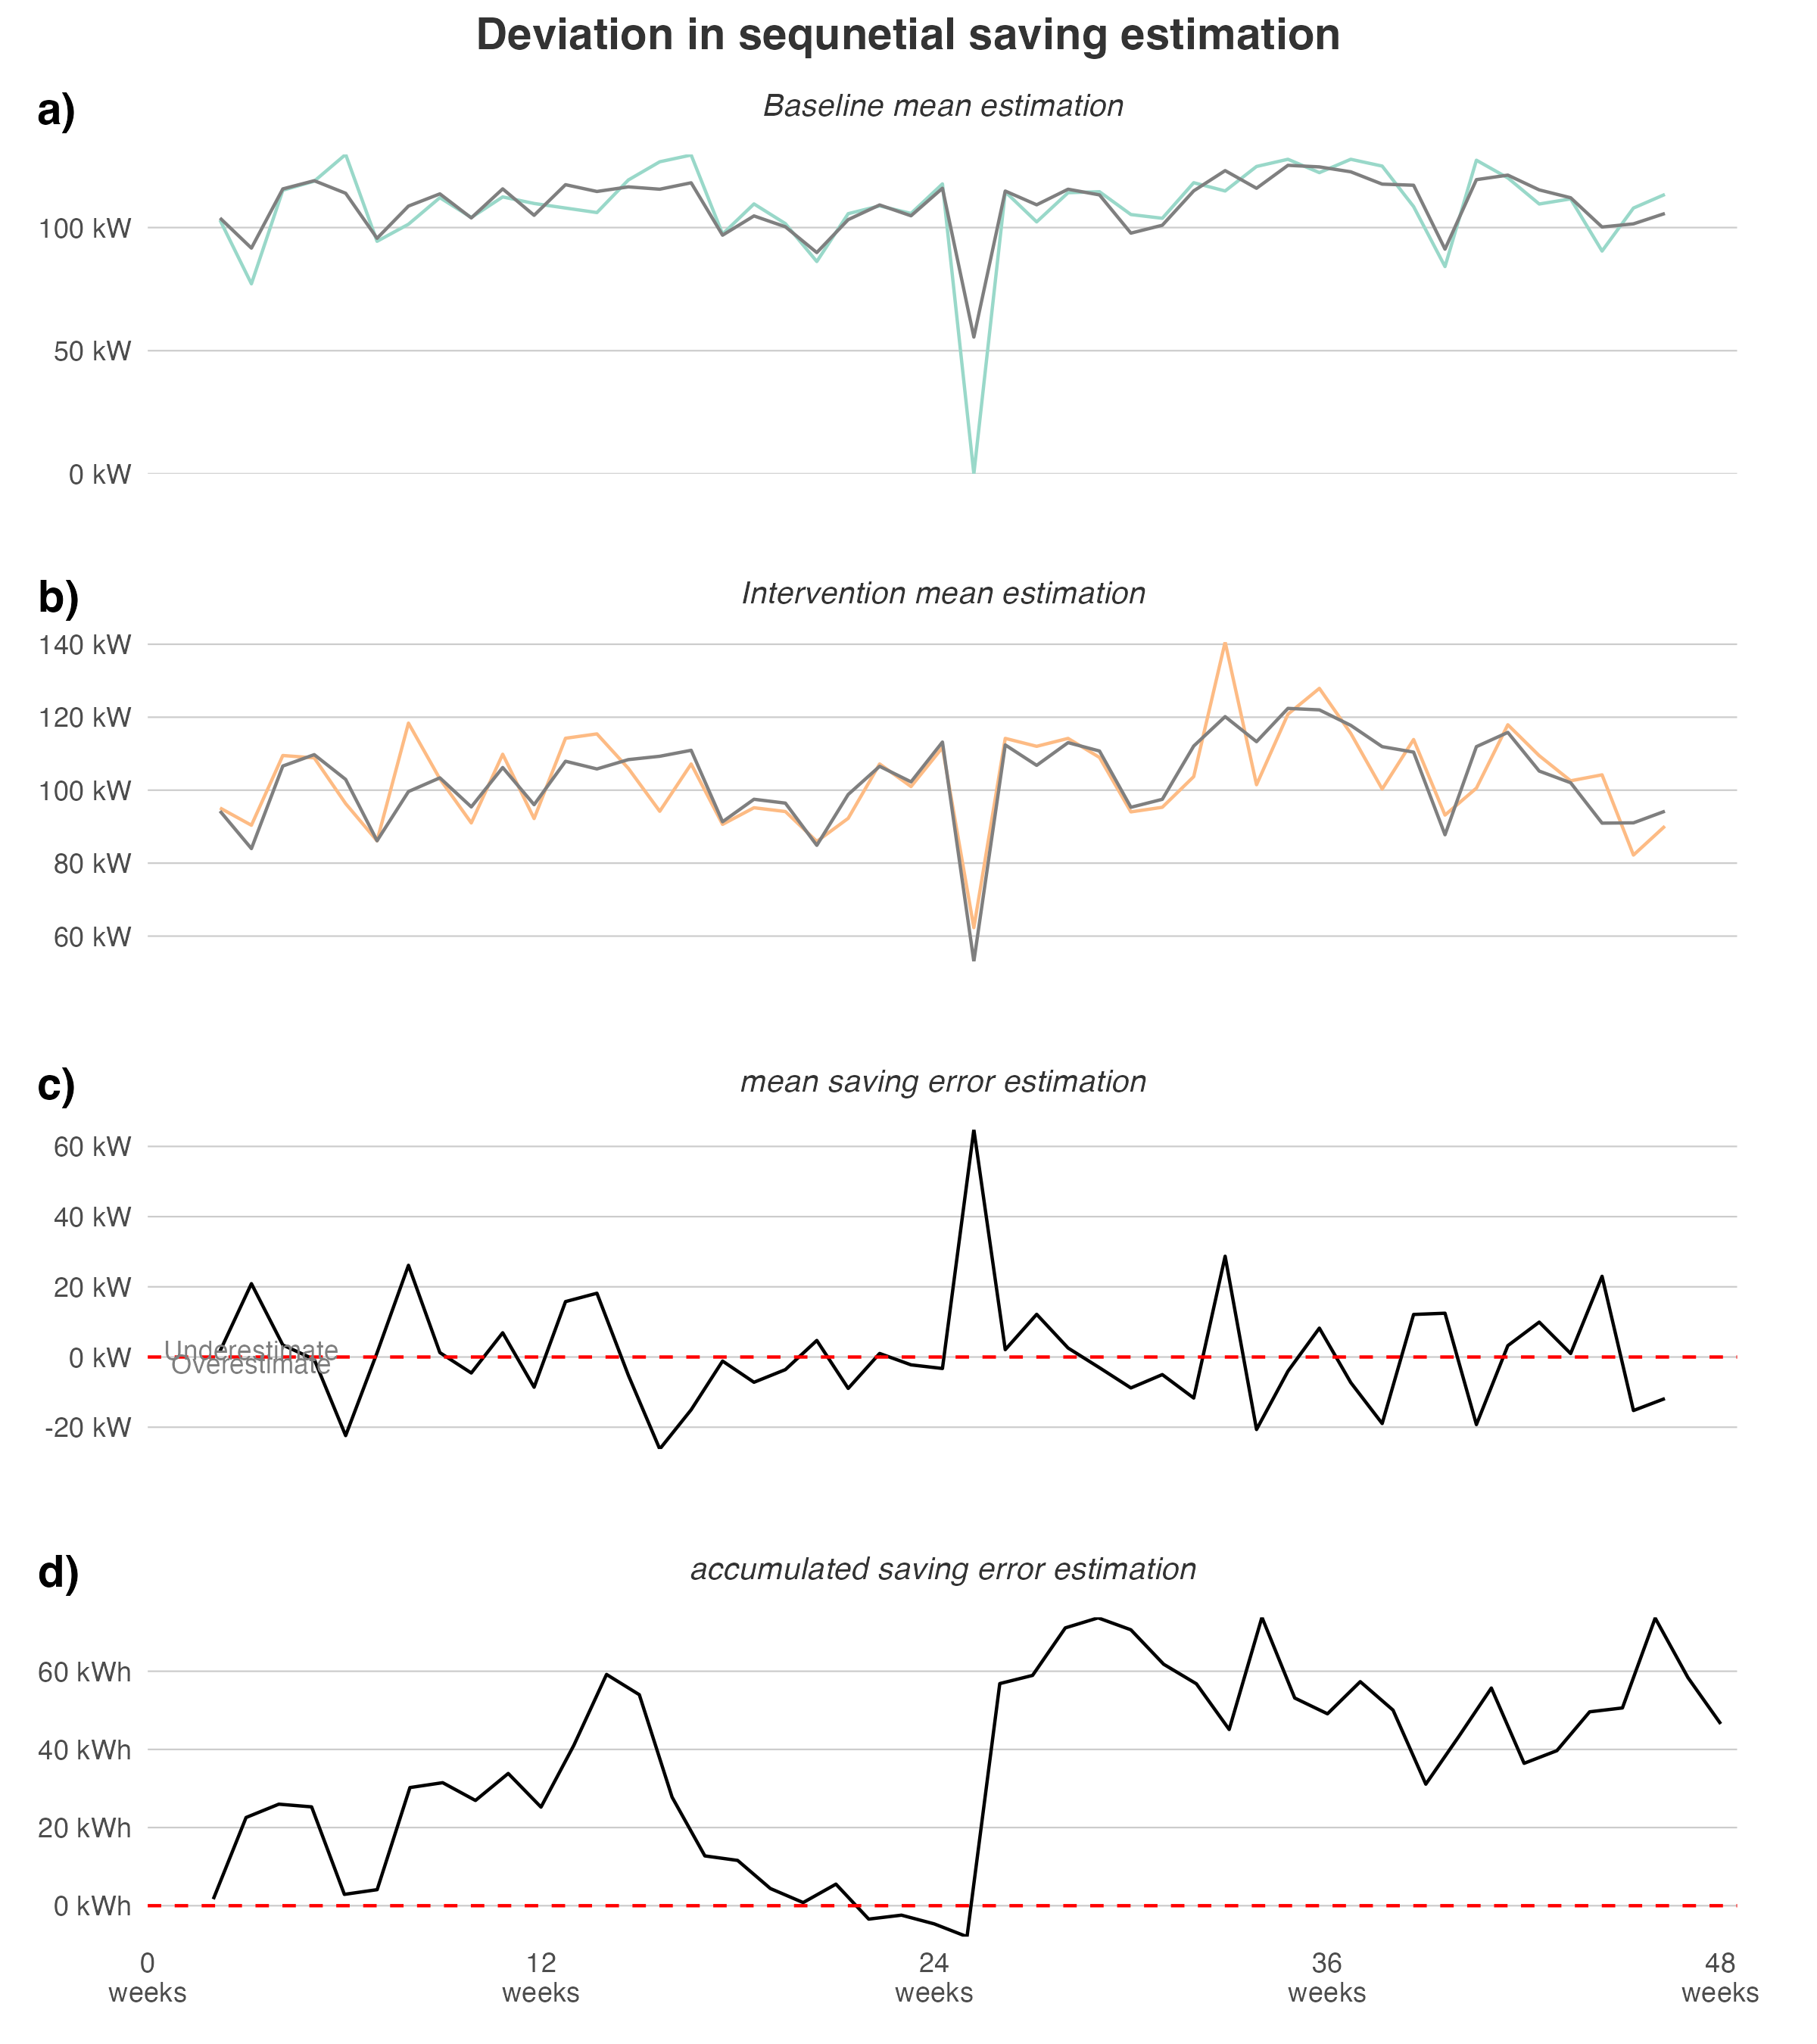 Deviation in sequnetial saving estimation
a)
Baseline mean estimation
100 kW
50 kW
0 kW
b)
Intervention mean estimation
140 kW
120 kW
100 kW
80 kW
60 kW
c)
mean saving error estimation
60 kW
40 kW
20 kW
Underestimate
0 kW
Overestimate
-20 kW
d)
accumulated saving error estimation
60 kWh
40 kWh
20 kWh
0 kWh
0 12 24 36 48
weeks weeks weeks weeks weeks